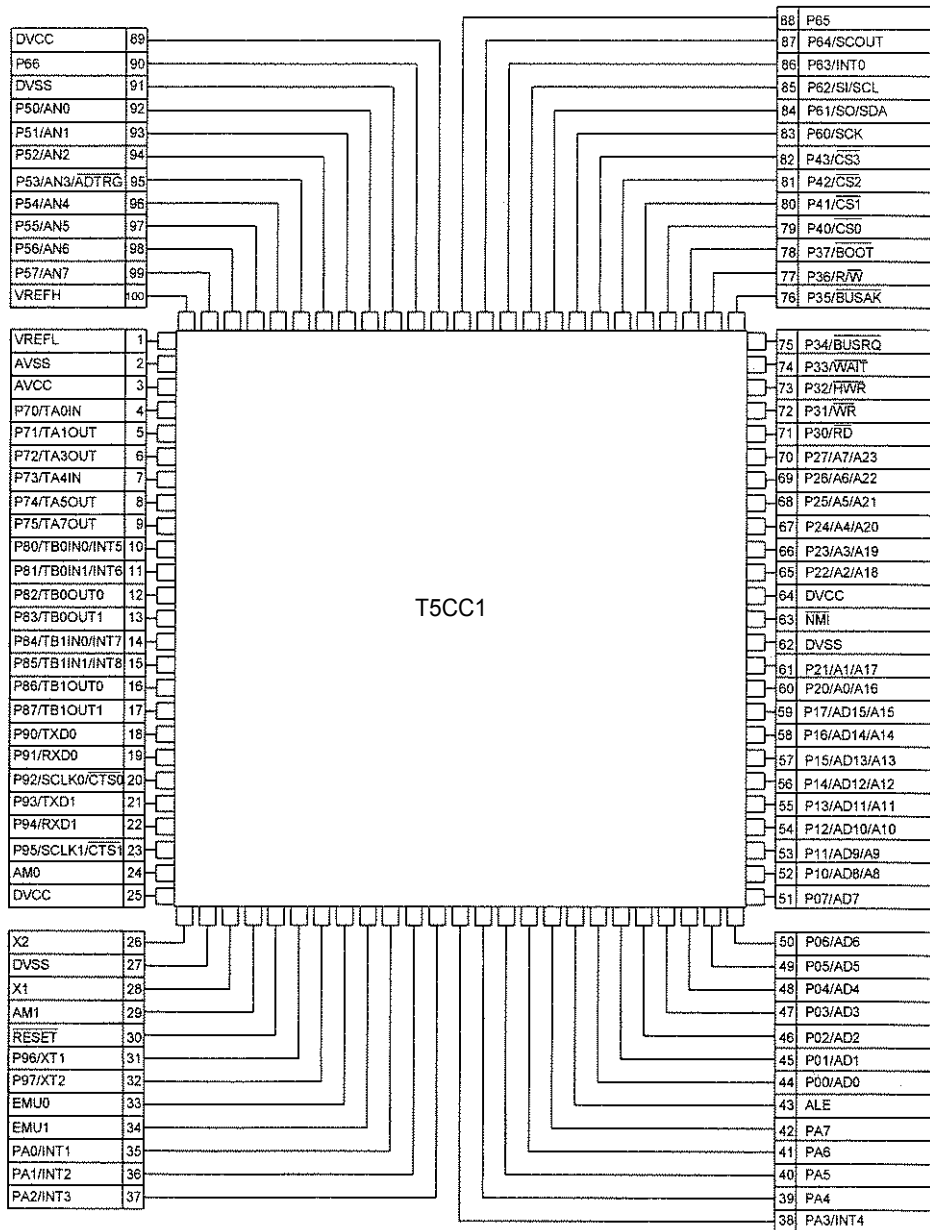 DVCC 89
P66 90
DVSS 91
P50/AN0 92
P51/AN1 93
P52/AN2 94
P53/AN3/ADTRG 95
P54/AN4 96
P55/AN5 97
P56/AN6 98
P57/AN7 99
VREFH 100
88 P65
87 P64/SCOUT
86 P63/INT0
85 P62/SI/SCL
84 P61/SO/SDA
83 P60/SCK
82 P43/CS3
81 P42/CS2
80 P41/CS1
79 P40/CS0
78 P37/BOOT
77 P36/R/W
76 P35/BUSAK
VREFL 1
AVSS 2
AVCC 3
P70/TA0IN 4
P71/TA1OUT 5
P72/TA3OUT 6
P73/TA4IN 7
P74/TA5OUT 8
P75/TA7OUT 9
P80/TB0IN0/INT5 10
P81/TB0IN1/INT6 11
P82/TB0OUT0 12
P83/TB0OUT1 13
P84/TB1IN0/INT7 14
P85/TB1IN1/INT8 15
P86/TB1OUT0 16
P87/TB1OUT1 17
P90/TXD0 18
P91/RXD0 19
P92/SCLK0/CTS0 20
P93/TXD1 21
P94/RXD1 22
P95/SCLK1/CTS1 23
AM0 24
DVCC 25
T5CC1
75 P34/BUSRQ
74 P33/WAIT
73 P32/HWR
72 P31/WR
71 P30/RD
70 P27/A7/A23
69 P26/A6/A22
68 P25/A5/A21
67 P24/A4/A20
66 P23/A3/A19
65 P22/A2/A18
64 DVCC
63 NMI
62 DVSS
61 P21/A1/A17
60 P20/A0/A16
59 P17/AD15/A15
58 P16/AD14/A14
57 P15/AD13/A13
56 P14/AD12/A12
55 P13/AD11/A11
54 P12/AD10/A10
53 P11/AD9/A9
52 P10/AD8/A8
51 P07/AD7
X2 26
DVSS 27
X1 28
AM1 29
RESET 30
P96/XT1 31
P97/XT2 32
EMU0 33
EMU1 34
PA0/INT1 35
PA1/INT2 36
PA2/INT3 37
50 P06/AD6
49 P05/AD5
48 P04/AD4
47 P03/AD3
46 P02/AD2
45 P01/AD1
44 P00/AD0
43 ALE
42 PA7
41 PA6
40 PA5
39 PA4
38 PA3/INT4